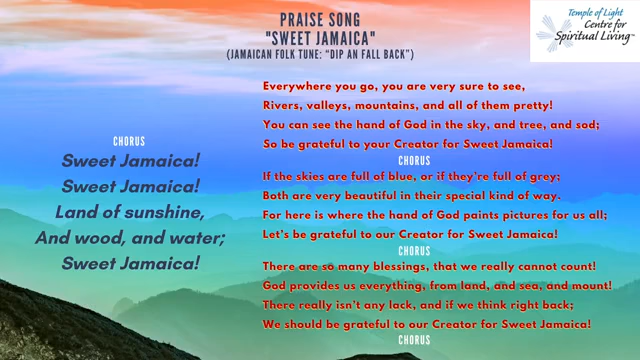 PRAISE SONG
"SWEET JAMAICA"
(JAMAICAN FOLK TUNE: "DIP AN FALL BACK")
Temple of Light
Centre for
Spiritual Living™
CHORUS
Sweet Jamaica!
Sweet Jamaica!
Land of sunshine,
And wood, and water;
Sweet Jamaica!
Everywhere you go, you are very sure to see,
Rivers, valleys, mountains, and all of them pretty!
You can see the hand of God in the sky, and tree, and sod;
So be grateful to your Creator for Sweet Jamaica!
CHORUS
If the skies are full of blue, or if they're full of grey;
Both are very beautiful in their special kind of way.
For here is where the hand of God paints pictures for us all;
Let's be grateful to our Creator for Sweet Jamaica!
CHORUS
There are so many blessings, that we really cannot count!
God provides us everything, from land, and sea, and mount!
There really isn't any lack, and if we think right back;
We should be grateful to our Creator for Sweet Jamaica!
CHORUS